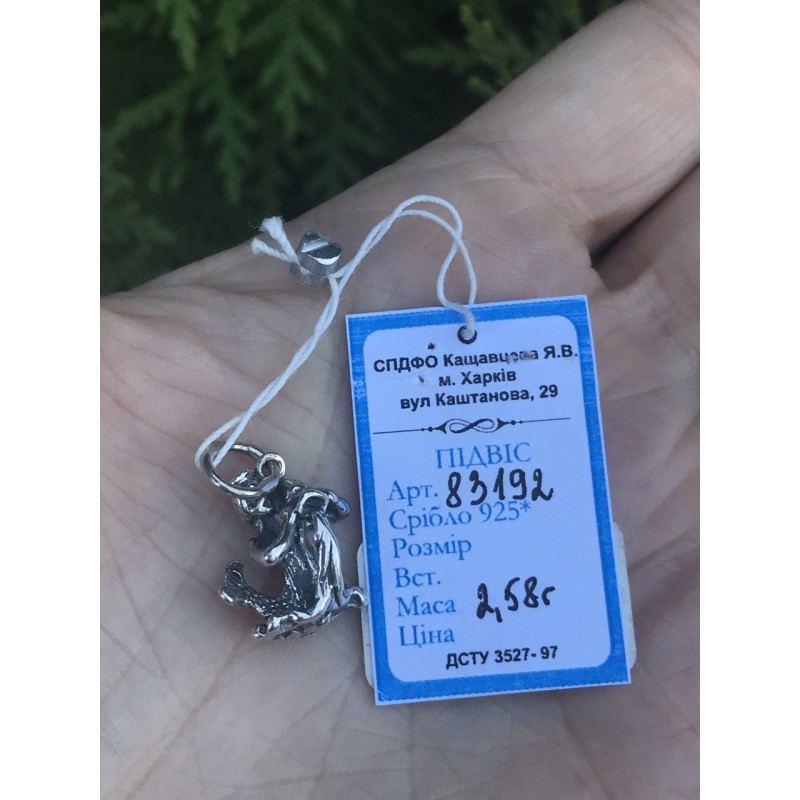 СПДФО Кащавцева Я.В.
м. Харків
вул Каштанова, 29
ПІДВІС
Арт. 83192
Срібло 925*
Розмір
Вст.
Маса 2,58г
Ціна
ДСТУ 3527- 97